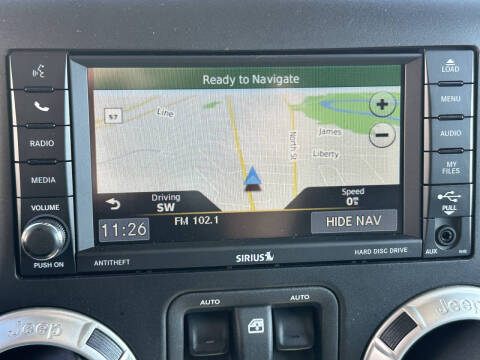 Ready to Navigate
LOAD
MENU
RADIO
AUDIO
MEDIA
MY
FILES
VOLUME
PULL
PUSH ON
ANTITHEFT
57
Line
North St
James
Liberty
Driving
SW
Speed
0
11:26
FM 102.1
HIDE NAV
SIRIUS
HARD DISC DRIVE
AUX
AUTO
AUTO
Jeep
Jeep